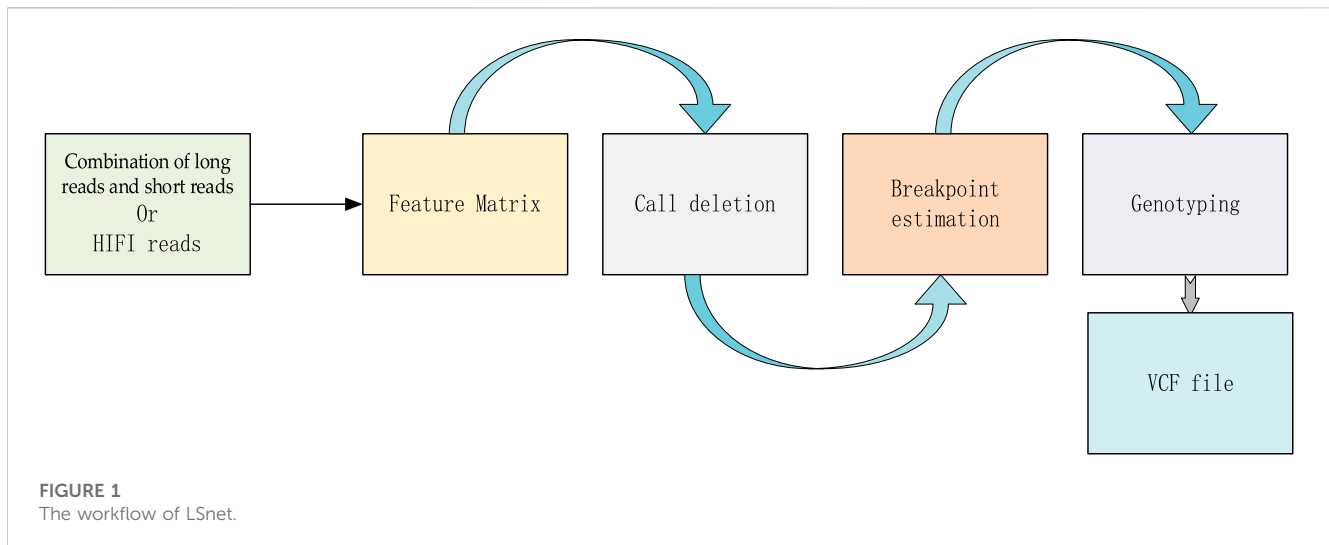 Combination of long
reads and short reads
Or
HIFI reads
Feature Matrix
Call deletion
Breakpoint
estimation
Genotyping
VCF file
FIGURE 1
The workflow of LSnet.